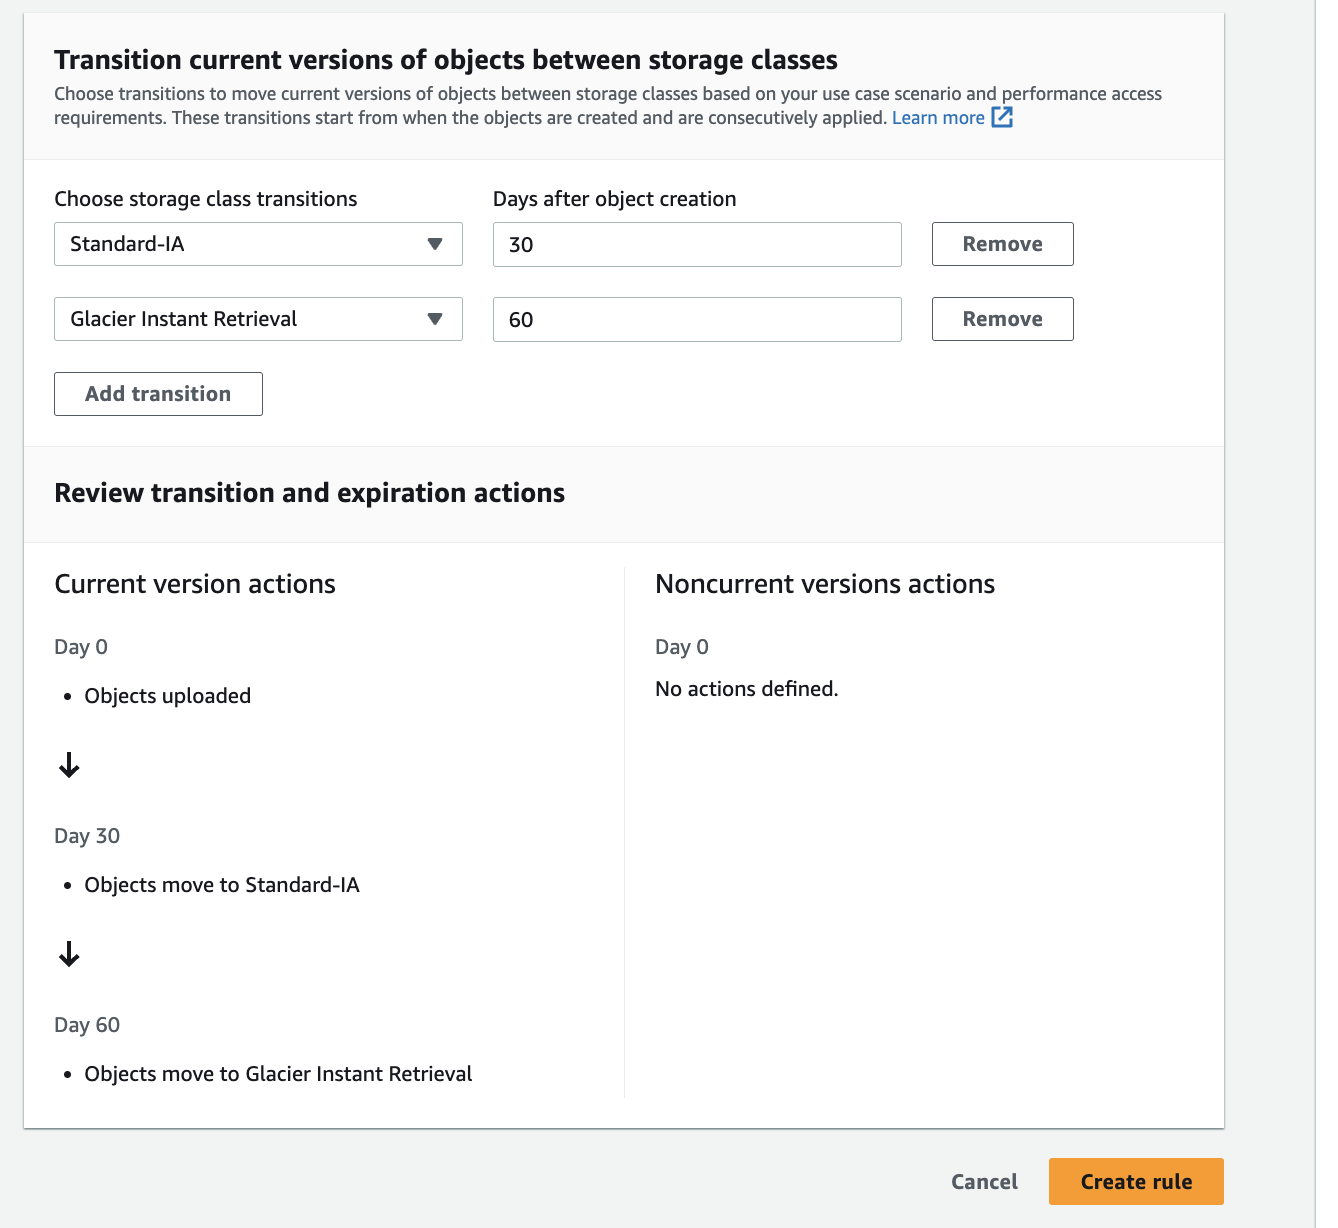 Transition current versions of objects between storage classes
Choose transitions to move current versions of objects between storage classes based on your use case scenario and performance access
requirements. These transitions start from when the objects are created and are consecutively applied. Learn more
Choose storage class transitions
Days after object creation
Standard-IA
30
Remove
Glacier Instant Retrieval
60
Remove
Add transition
Review transition and expiration actions
Current version actions
Day 0
• Objects uploaded
Day 30
• Objects move to Standard-IA
Day 60
• Objects move to Glacier Instant Retrieval
Noncurrent versions actions
Day 0
No actions defined.
Cancel
Create rule